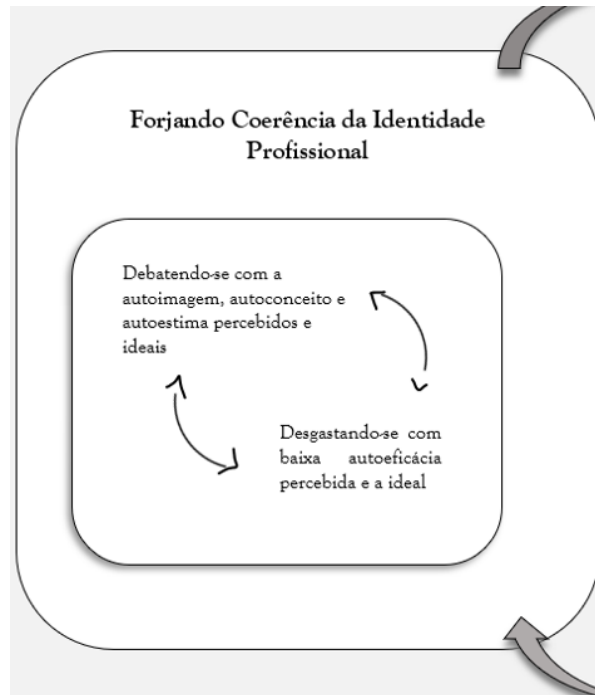 Forjando Coerência da Identidade
Profissional
Debatendo-se com a
autoimagem, autoconceito e
autoestima percebidos e
ideais
Desgastando-se com
baixa autoeficácia
percebida e a ideal